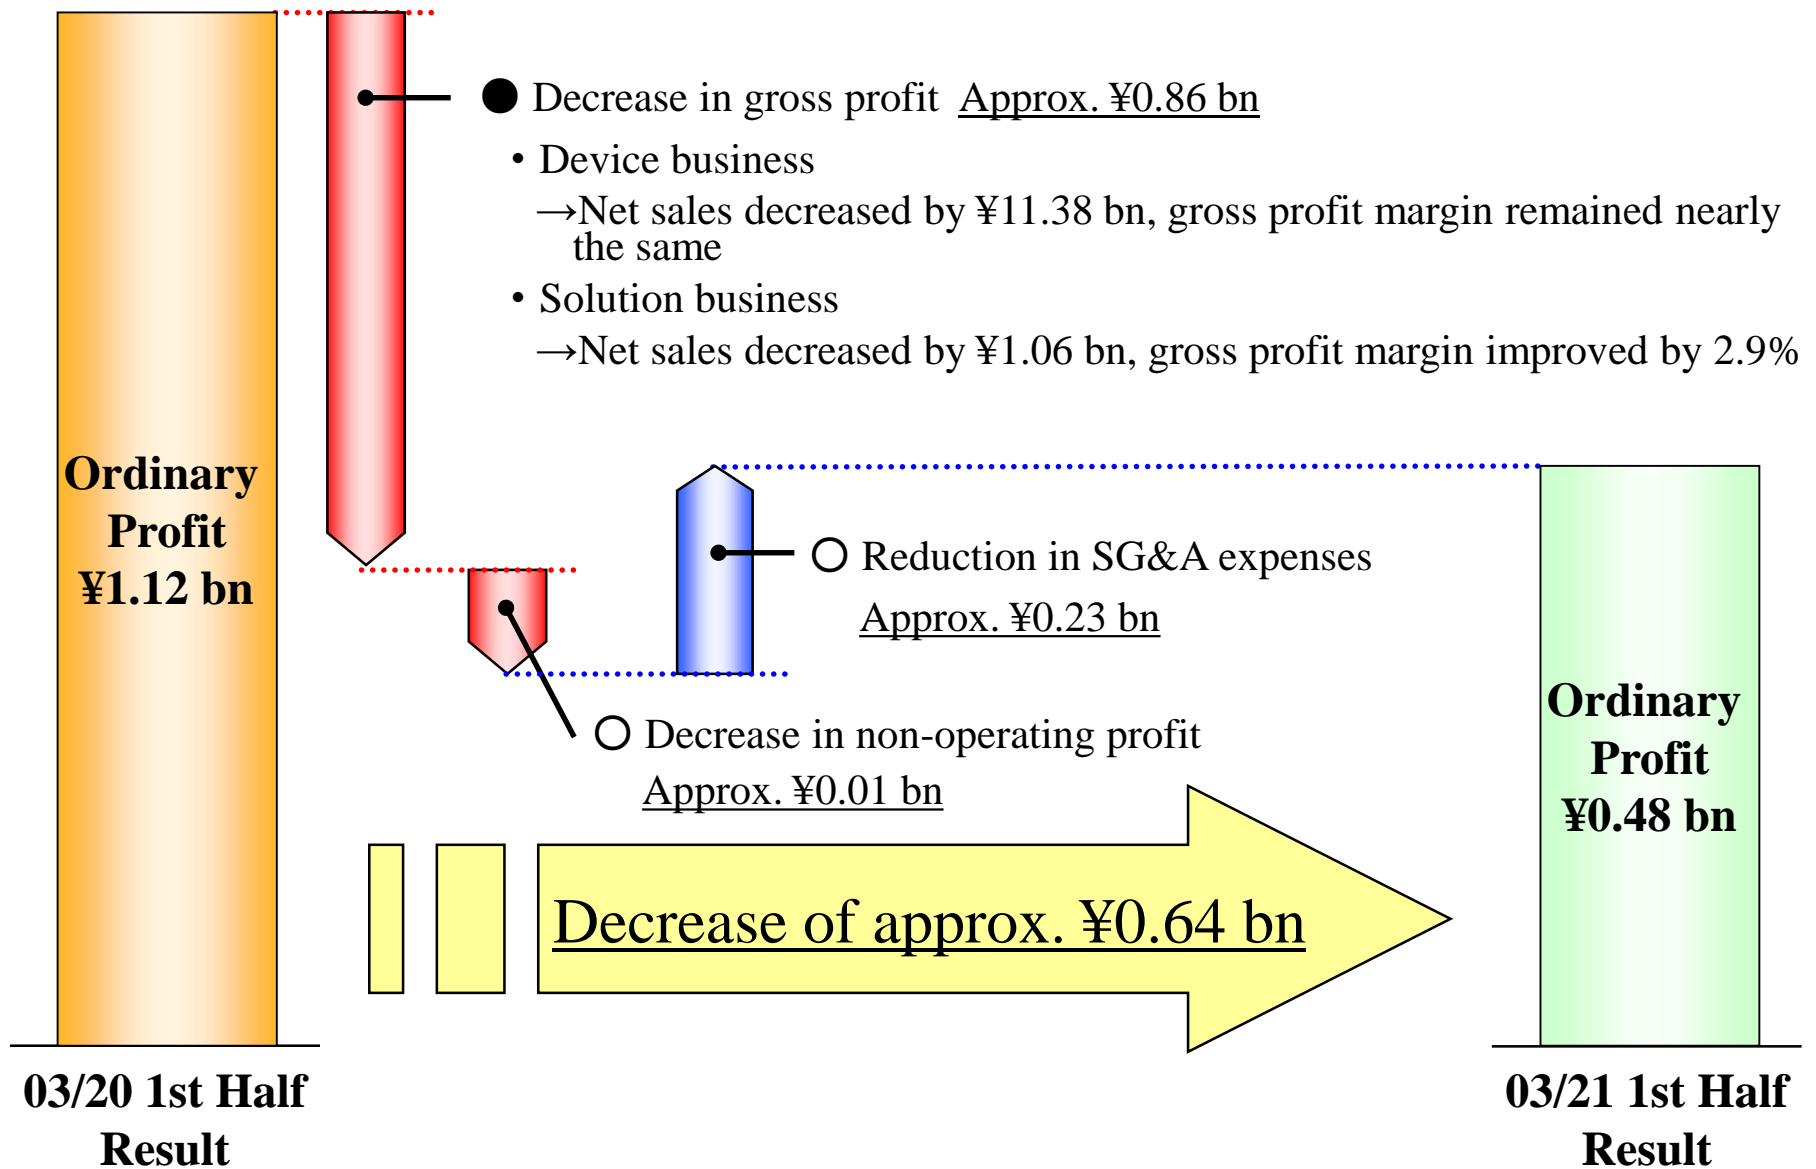 ● Decrease in gross profit Approx. ¥0.86 bn
・Device business
→Net sales decreased by ¥11.38 bn, gross profit margin remained nearly
the same
・Solution business
→Net sales decreased by ¥1.06 bn, gross profit margin improved by 2.9%
Ordinary
Profit
¥1.12 bn
○ Reduction in SG&A expenses
Approx. ¥0.23 bn
○ Decrease in non-operating profit
Approx. ¥0.01 bn
Ordinary
Profit
¥0.48 bn
Decrease of approx. ¥0.64 bn
03/20 1st Half
Result
03/21 1st Half
Result